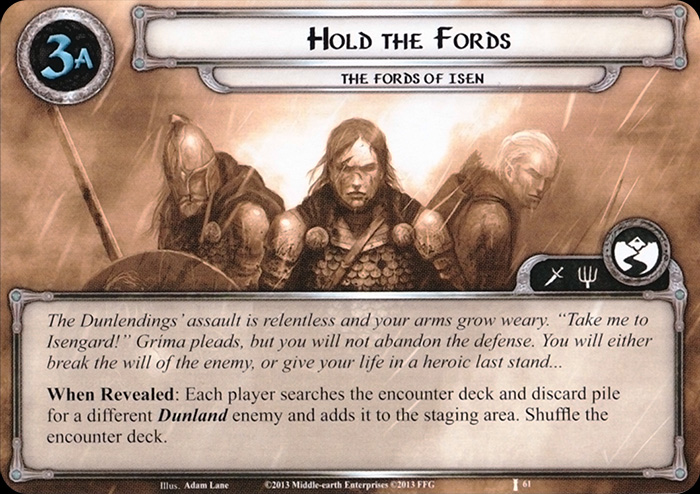 3A
HOLD THE FORDS
THE FORDS OF ISEN
The Dunlendings' assault is relentless and your arms grow weary. "Take me to
Isengard!" Gríma pleads, but you will not abandon the defense. You will either
break the will of the enemy, or give your life in a heroic last stand...
When Revealed: Each player searches the encounter deck and discard pile
for a different Dunland enemy and adds it to the staging area. Shuffle the
encounter deck.
Illus. Adam Lane ©2013 Middle-earth Enterprises ©2013 FFG 61